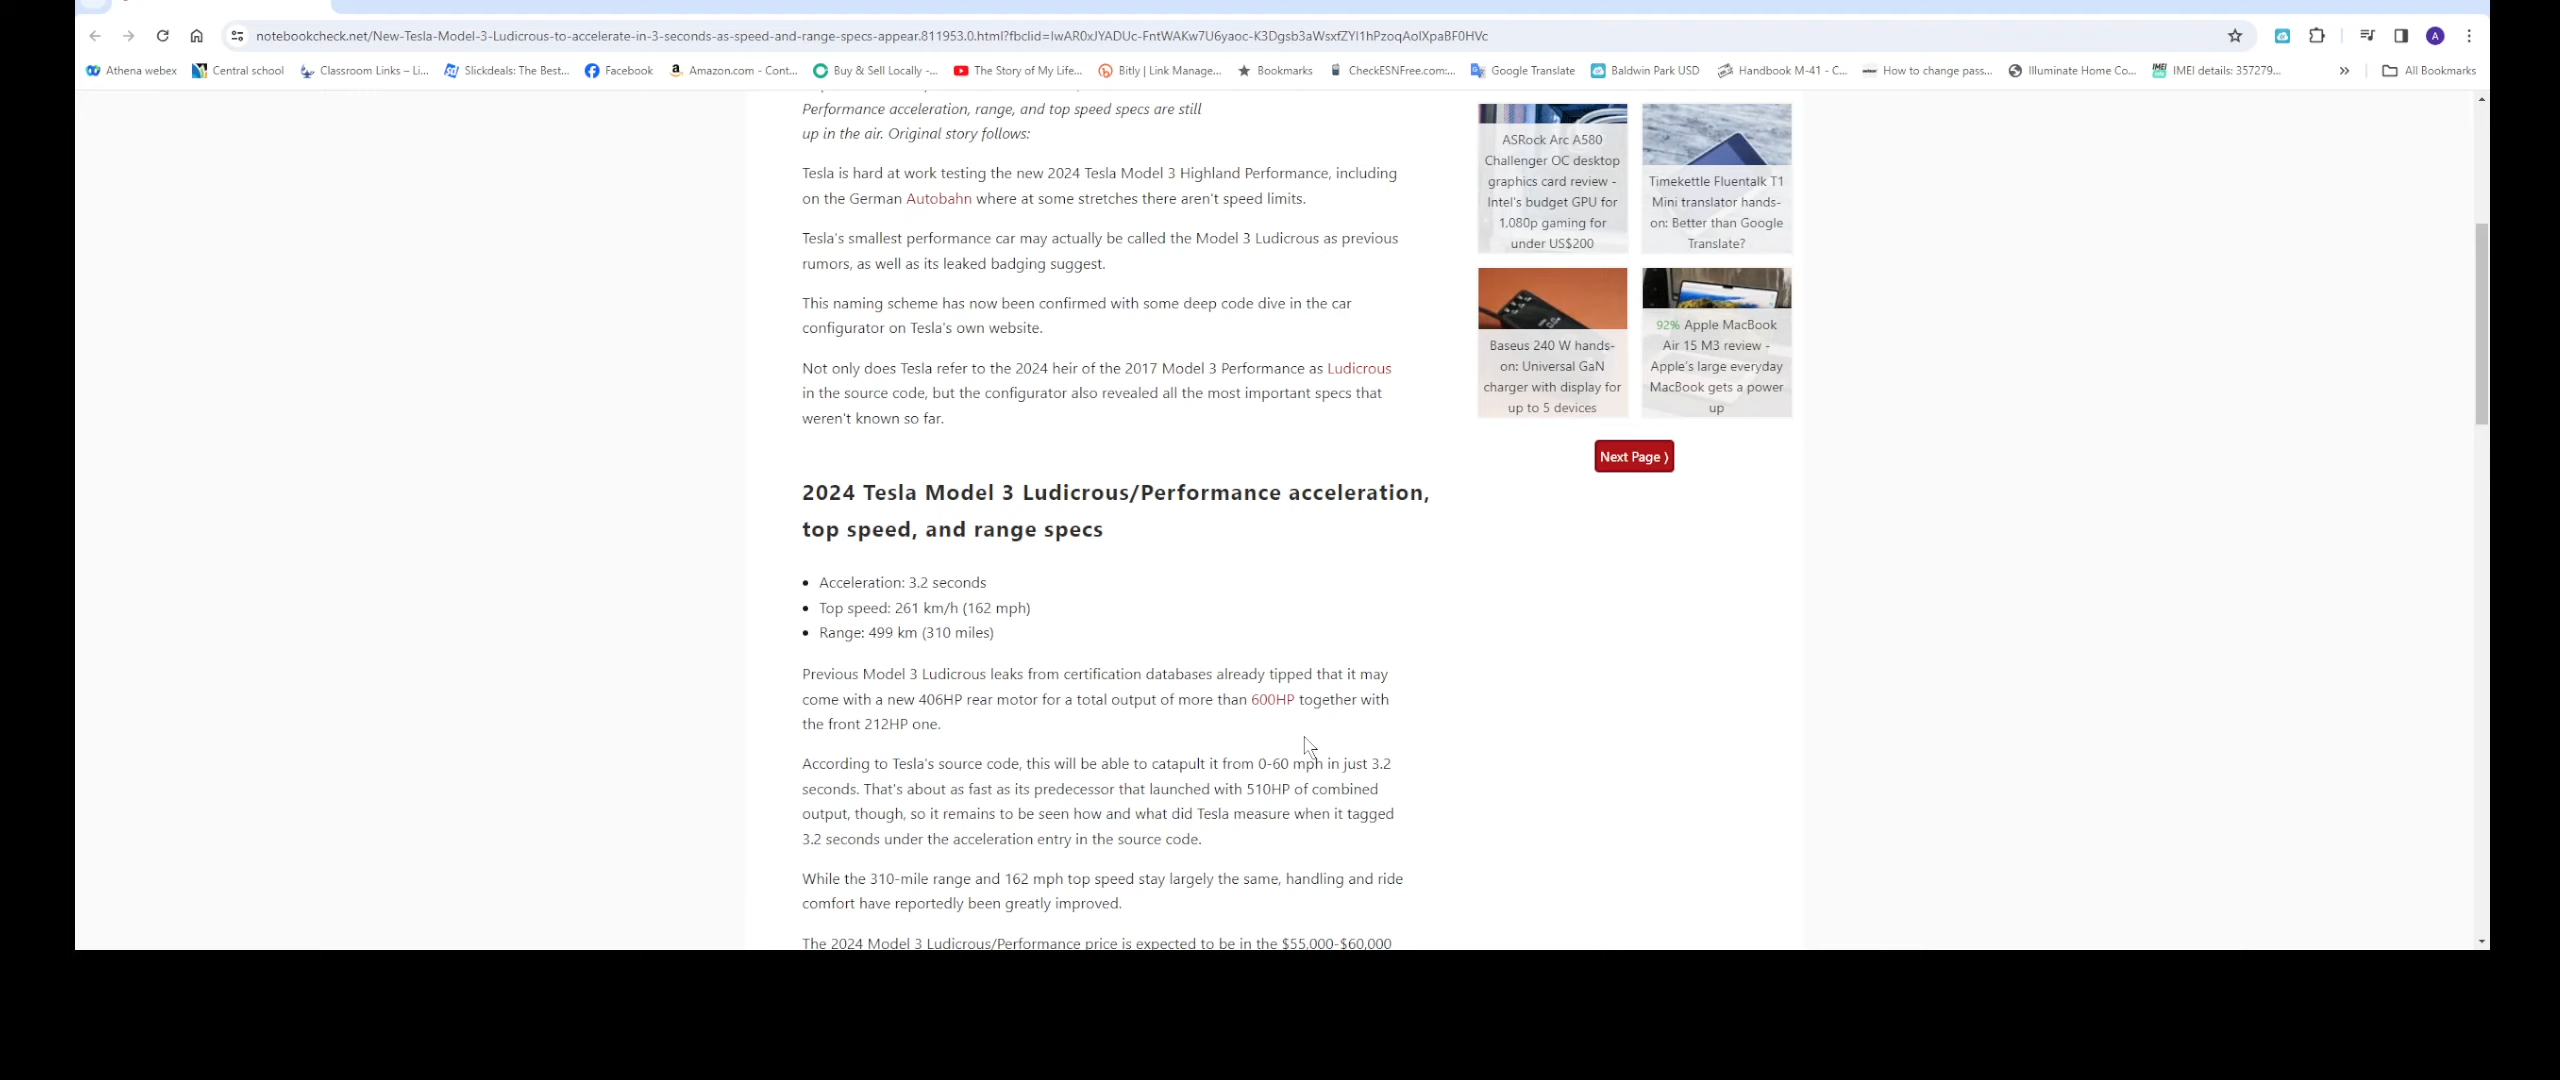 notebookcheck.net/New-Tesla-Model-3-Ludicrous-to-accelerate-in-3-seconds-as-speed-and-range-specs-appear.811953.0.html?fbclid=IwAR0xJYADUc-FntWAKw7U6yaoc-K3Dgsb3aWsxfZYI1hPzoqAolXpaBF0HVc
A
Athena webex
Central school
Classroom Links – Li...
Slickdeals: The Best...
Facebook
Amazon.com - Cont...
Buy & Sell Locally -...
The Story of My Life...
Bitly | Link Manage...
Bookmarks
CheckESNFree.com:...
Google Translate
Baldwin Park USD
Handbook M-41 - C...
How to change pass...
Illuminate Home Co...
IMEI details: 357279...
»
All Bookmarks
Performance acceleration, range, and top speed specs are still
up in the air. Original story follows:
Tesla is hard at work testing the new 2024 Tesla Model 3 Highland Performance, including
on the German Autobahn where at some stretches there aren't speed limits.
Tesla's smallest performance car may actually be called the Model 3 Ludicrous as previous
rumors, as well as its leaked badging suggest.
This naming scheme has now been confirmed with some deep code dive in the car
configurator on Tesla's own website.
Not only does Tesla refer to the 2024 heir of the 2017 Model 3 Performance as Ludicrous
in the source code, but the configurator also revealed all the most important specs that
weren't known so far.
2024 Tesla Model 3 Ludicrous/Performance acceleration,
top speed, and range specs
• Acceleration: 3.2 seconds
• Top speed: 261 km/h (162 mph)
• Range: 499 km (310 miles)
Previous Model 3 Ludicrous leaks from certification databases already tipped that it may
come with a new 406HP rear motor for a total output of more than 600HP together with
the front 212HP one.
According to Tesla's source code, this will be able to catapult it from 0-60 mph in just 3.2
seconds. That's about as fast as its predecessor that launched with 510HP of combined
output, though, so it remains to be seen how and what did Tesla measure when it tagged
3.2 seconds under the acceleration entry in the source code.
While the 310-mile range and 162 mph top speed stay largely the same, handling and ride
comfort have reportedly been greatly improved.
The 2024 Model 3 Ludicrous/Performance price is expected to be in the $55,000-$60,000
ASRock Arc A580
Challenger OC desktop
graphics card review -
Intel's budget GPU for
1.080p gaming for
under US$200
Timekettle Fluentalk T1
Mini translator hands-
on: Better than Google
Translate?
Baseus 240 W hands-
on: Universal GaN
charger with display for
up to 5 devices
92% Apple MacBook
Air 15 M3 review -
Apple's large everyday
MacBook gets a power
up
Next Page ⟩